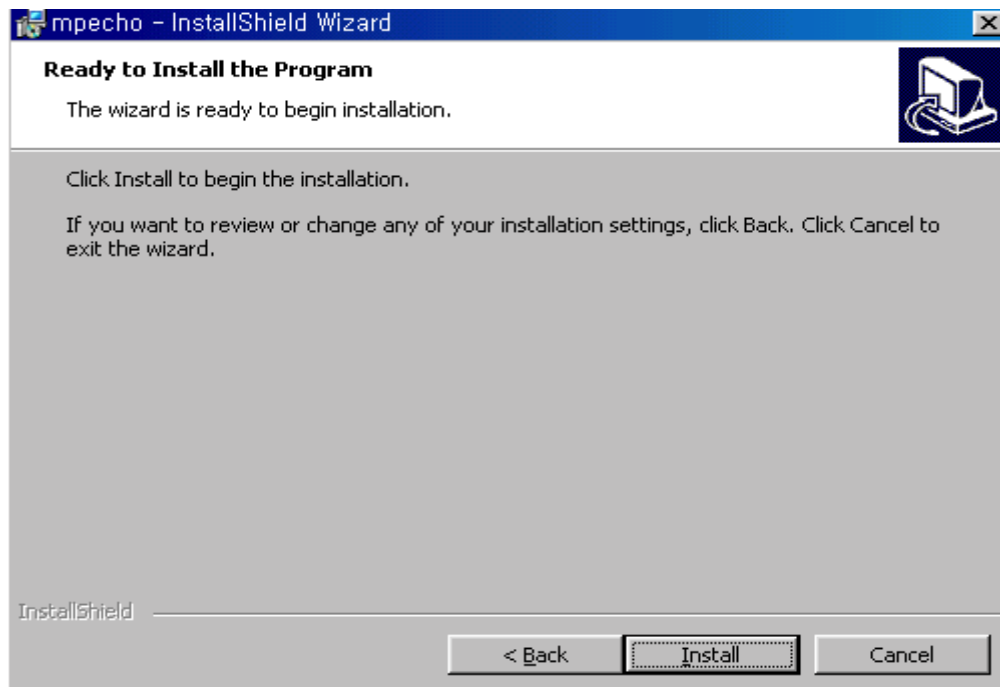 mpecho - InstallShield Wizard
Ready to Install the Program
The wizard is ready to begin installation.
Click Install to begin the installation.
If you want to review or change any of your installation settings, click Back. Click Cancel to
exit the wizard.
InstallShield
< Back
Install
Cancel